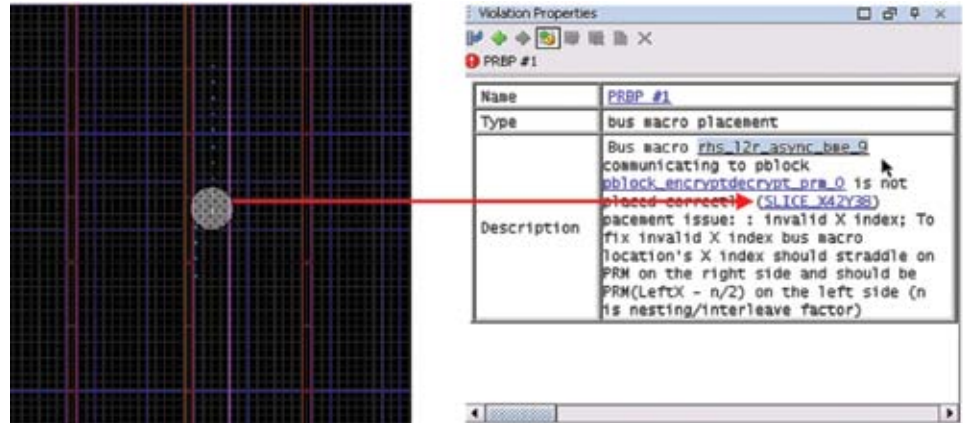 Violation Properties
PRBP #1
Name PRBP #1
Type bus macro placement
Description
Bus macro rhs_l2r_async_bme_9
communicating to pblock
pblock_encryptdecrypt_prm_0 is not
placed correctl (SLICE_X42Y38)
pacement issue: : invalid X index; To
fix invalid X index bus macro
location's X index should straddle on
PRM on the right side and should be
PRM(LeftX - n/2) on the left side (n
is nesting/interleave factor)